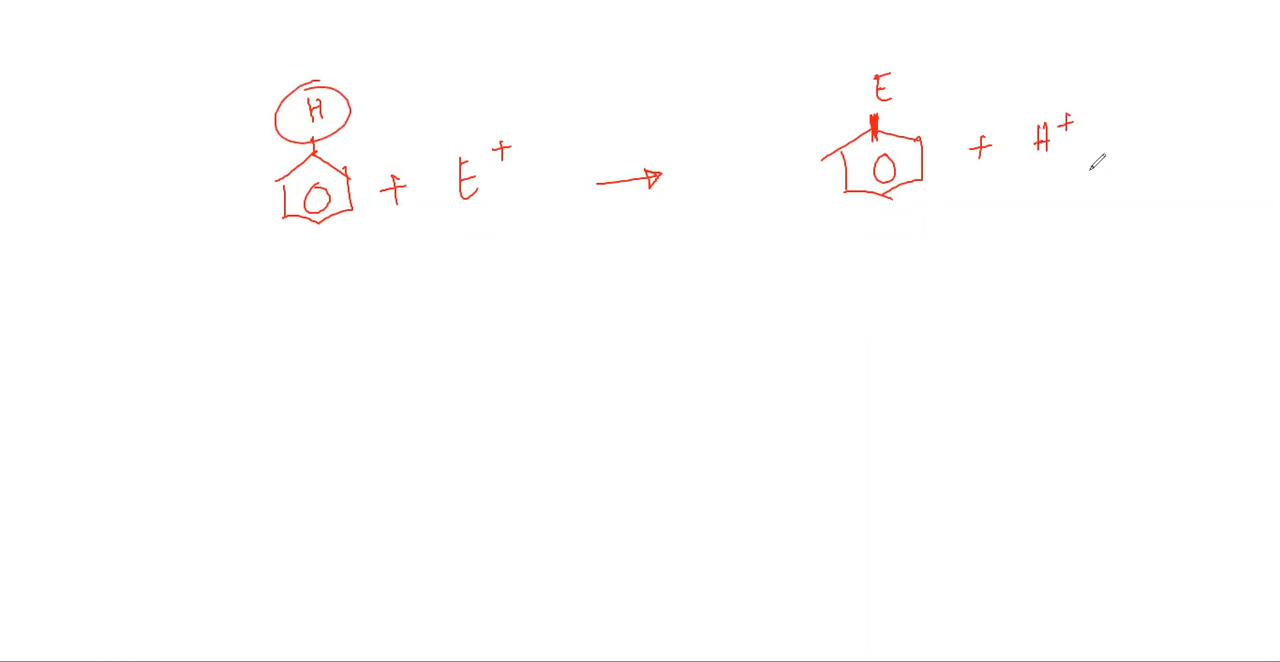 H + E⁺ → E + H⁺